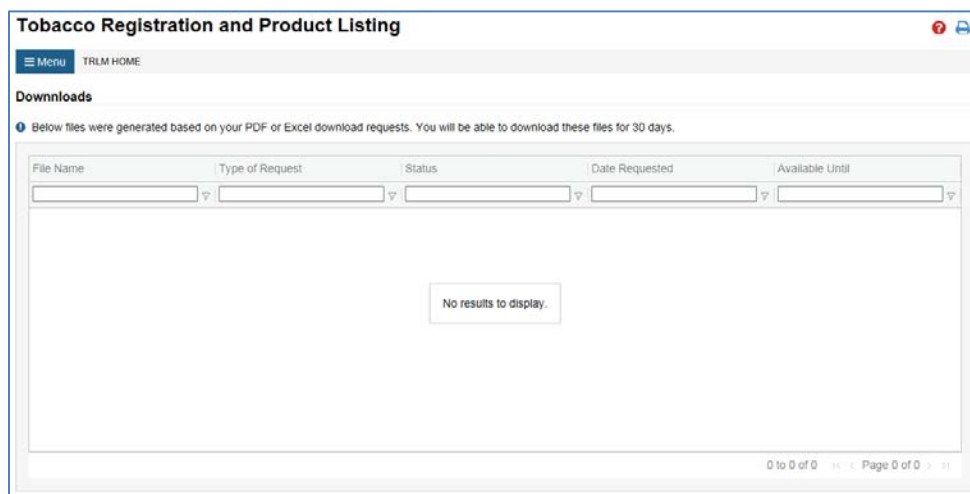 Tobacco Registration and Product Listing
Menu TRLM HOME
Downnloads
Below files were generated based on your PDF or Excel download requests. You will be able to download these files for 30 days.
File Name Type of Request Status Date Requested Available Until
No results to display.
0 to 0 of 0 Page 0 of 0